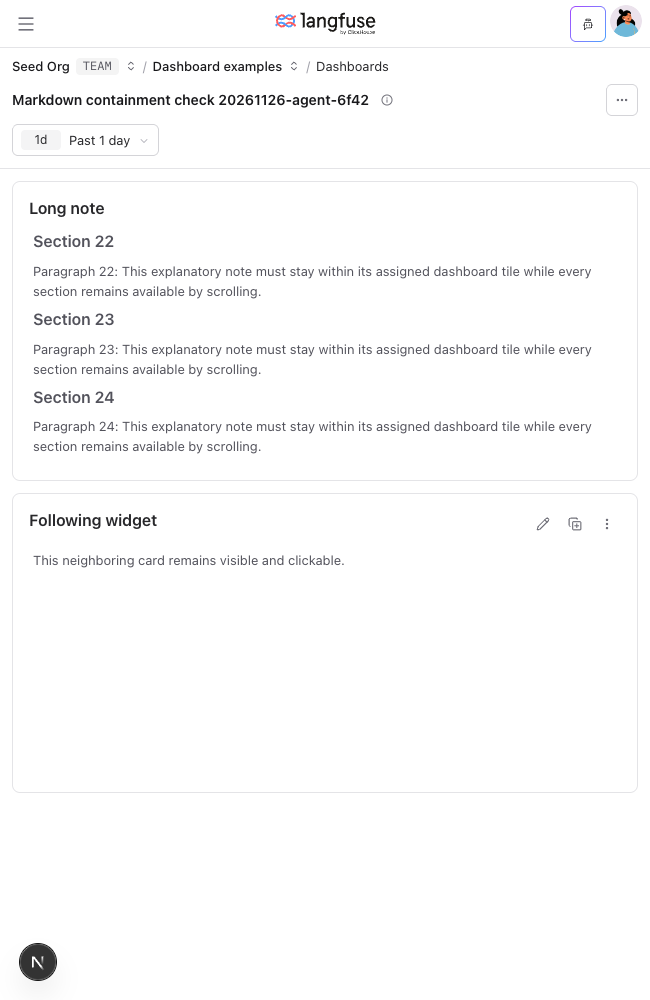 langfuse
by ClickHouse
Seed Org TEAM / Dashboard examples / Dashboards
Markdown containment check 20261126-agent-6f42
1d Past 1 day
Long note
Section 22
Paragraph 22: This explanatory note must stay within its assigned dashboard tile while every
section remains available by scrolling.
Section 23
Paragraph 23: This explanatory note must stay within its assigned dashboard tile while every
section remains available by scrolling.
Section 24
Paragraph 24: This explanatory note must stay within its assigned dashboard tile while every
section remains available by scrolling.
Following widget
This neighboring card remains visible and clickable.
N